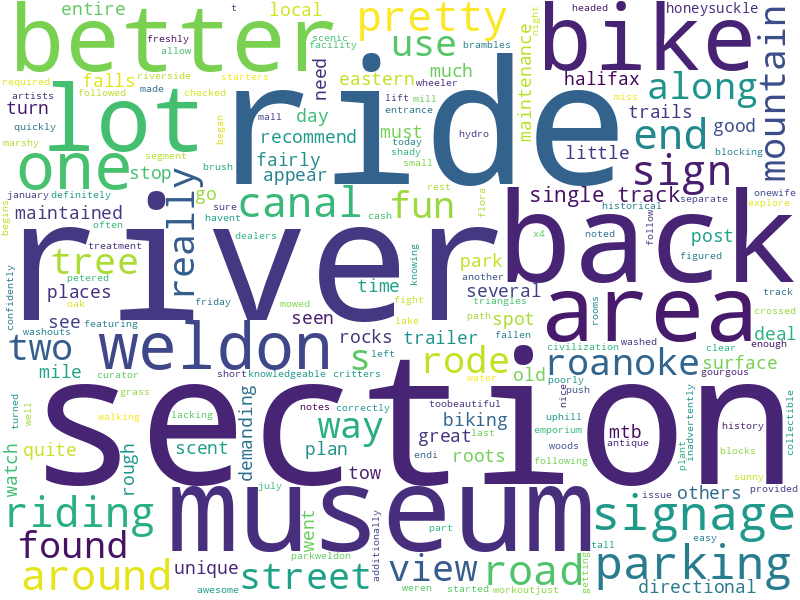 entire
local
pretty
t
honeysuckle
headed
better
freshly
allow
scenic
facility
use
brambles
bike
night
required
riverside
starters
falls
eastern
much
maintenance
halifax
along
mountain
artists
followed
made
checked
need
wheeler
lift
mill
trails
miss
turn
mall
entrance
day
must
began
lot
ride
quickly
hydro
today
end
good
recommend
shady
little
blocking
marshy
segment
brush
fairly
small
one
stop
appear
rest
sign
january
definitely
go
canal
fun
flora
single track
separate
onewife
historical
explore
maintained
often
sure
havent
cash
follow
x4
noted
post
begins
really
treatment
dealers
knowing
figured
river
back
tree
petered
park
another
confidently
places
oak
friday
mowed
time
fight
several
triangles
track
crossed
see
featuring
seen
lake
path
spot
fallen
area
rooms
washed
enough
washouts
rocks
trailer
civilization
clear
deal
two
weldon
curator
s
left
rode
old
roanoke
gourgous
surface
mile
short
knowledgeable
critters
water
poorly
push
nice
grass
notes
correctly
toobeautiful
section
turned
well
walking
lacking
demanding
way
biking
great
last
uphill
emporium
mtb
antique
history
inadvertently
collectible
watch
quite
rough
scent
plan
endi
roots
woods
following
plant
blocks
tow
sunny
museum
july
issue
others
provided
riding
went
additionally
part
signage
tall
easy
found
parkweldon
around
unique
street
view
road
getting
parking
awesome
weren
started
workoutjust
directional